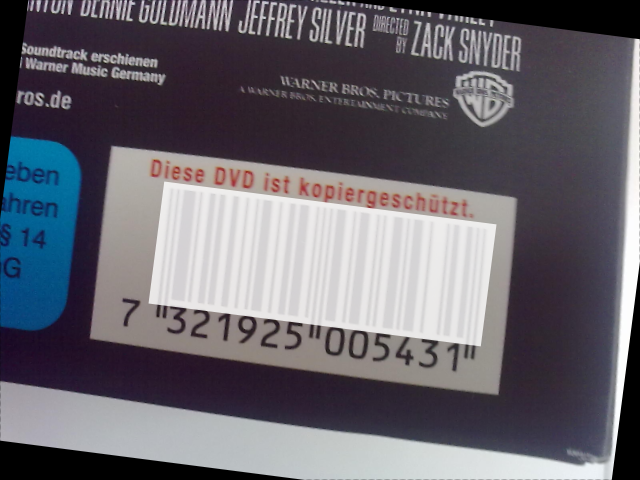 BERNIE GOLDMANN JEFFREY SILVER DIRECTED BY ZACK SNYDER
Soundtrack erschienen
Warner Music Germany
ros.de
WARNER BROS. PICTURES
A WARNER BROS. ENTERTAINMENT COMPANY
WB
eben
ahren
§ 14
G
Diese DVD ist kopiergeschützt.
7 "321925"005431"